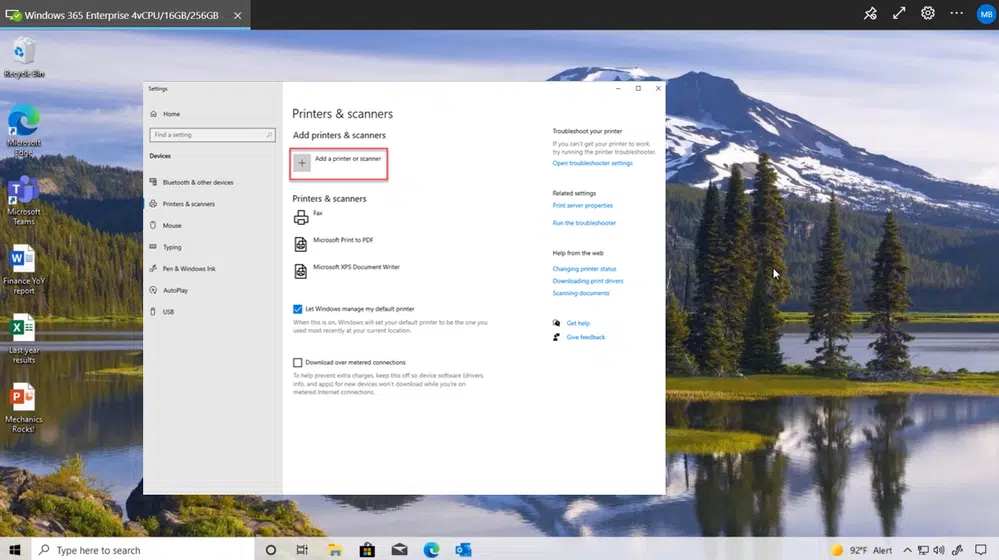 Windows 365 Enterprise 4vCPU/16GB/256GB
MB
Recycle Bin
Microsoft
Edge
Microsoft
Teams
Finance YoY
report
Last year
results
Mechanics
Rocks!
Settings
Home
Find a setting
Devices
Bluetooth & other devices
Printers & scanners
Mouse
Typing
Pen & Windows Ink
AutoPlay
USB
Printers & scanners
Add printers & scanners
Add a printer or scanner
Printers & scanners
Fax
Microsoft Print to PDF
Microsoft XPS Document Writer
Let Windows manage my default printer
When this is on, Windows will set your default printer to be the one you
used most recently at your current location.
Download over metered connections
To help prevent extra charges, keep this off so device software (drivers,
info, and apps) for new devices won't download while you're on
metered Internet connections.
Troubleshoot your printer
If you can't get your printer to work,
try running the printer troubleshooter.
Open troubleshooter settings
Related settings
Print server properties
Run the troubleshooter
Help from the web
Changing printer status
Downloading print drivers
Scanning documents
Get help
Give feedback
Type here to search
92°F Alert